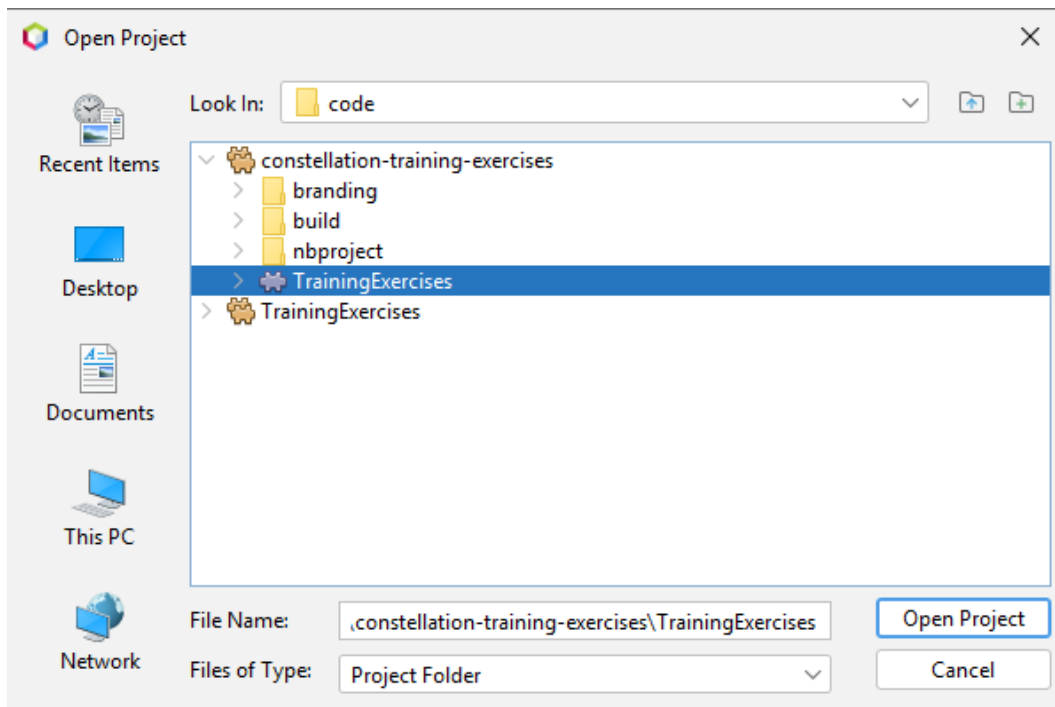 Open Project
Look In:
code
Recent Items
Desktop
Documents
This PC
Network
constellation-training-exercises
branding
build
nbproject
TrainingExercises
TrainingExercises
File Name:
constellation-training-exercises\TrainingExercises
Open Project
Files of Type:
Project Folder
Cancel